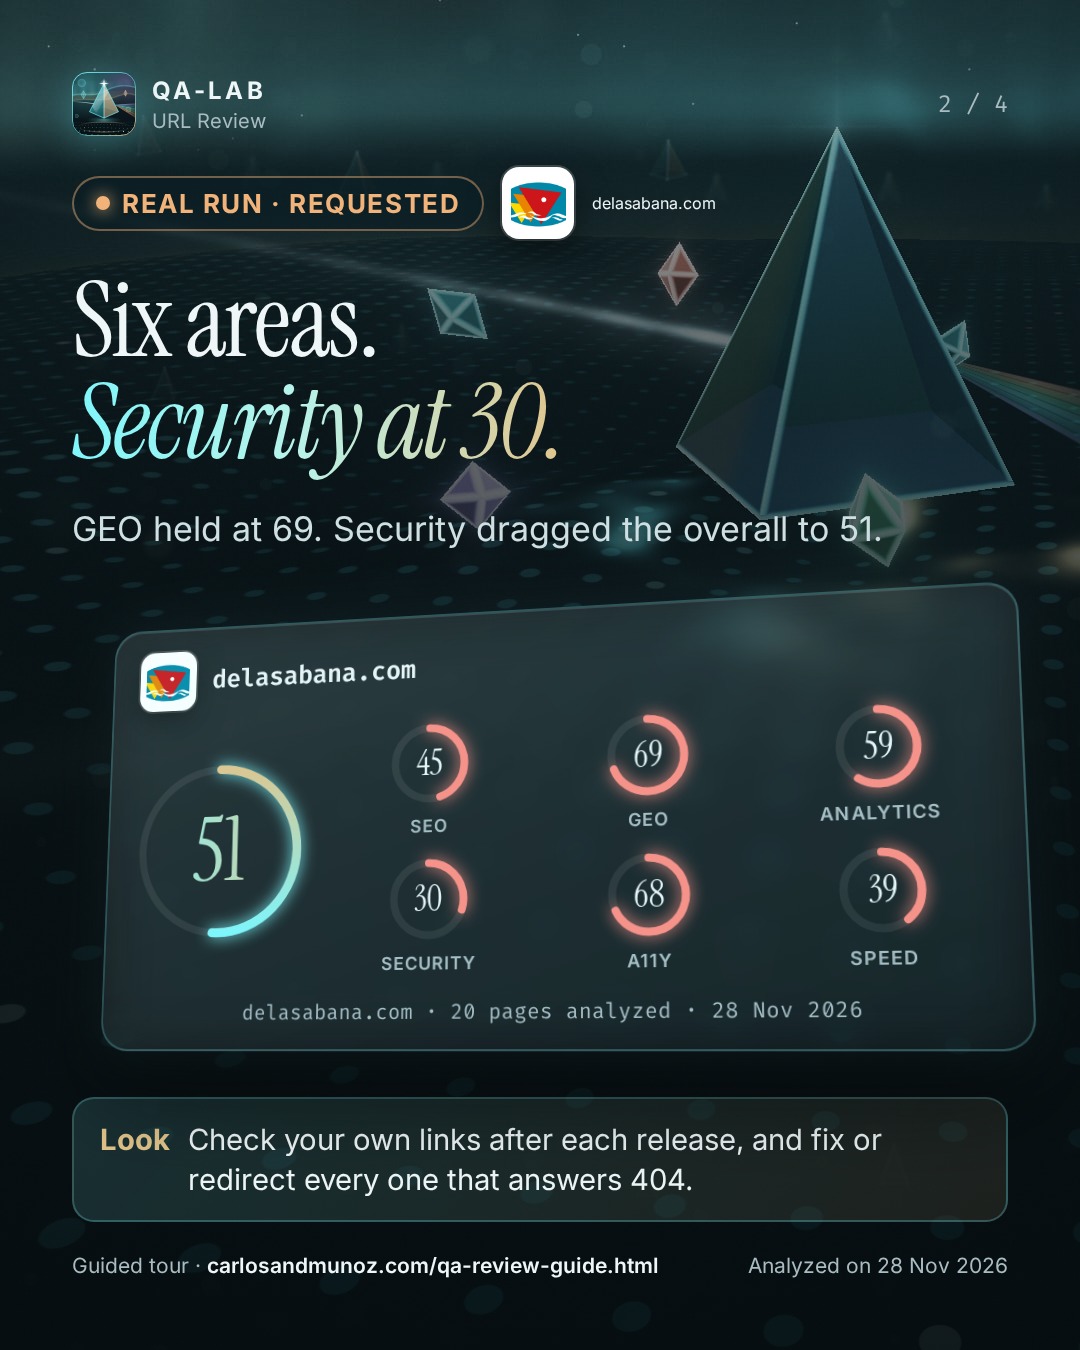 QA-LAB
URL Review
2 / 4
REAL RUN · REQUESTED
delasabana.com
Six areas.
Security at 30.
GEO held at 69. Security dragged the overall to 51.
delasabana.com
51
45
SEO
69
GEO
59
ANALYTICS
30
SECURITY
68
A11Y
39
SPEED
delasabana.com · 20 pages analyzed · 28 Nov 2026
Look Check your own links after each release, and fix or
redirect every one that answers 404.
Guided tour · carlosandmunoz.com/qa-review-guide.html
Analyzed on 28 Nov 2026